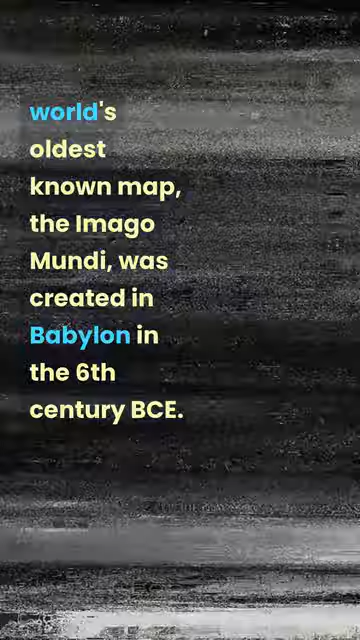 world's
oldest
known map,
the Imago
Mundi, was
created in
Babylon in
the 6th
century BCE.